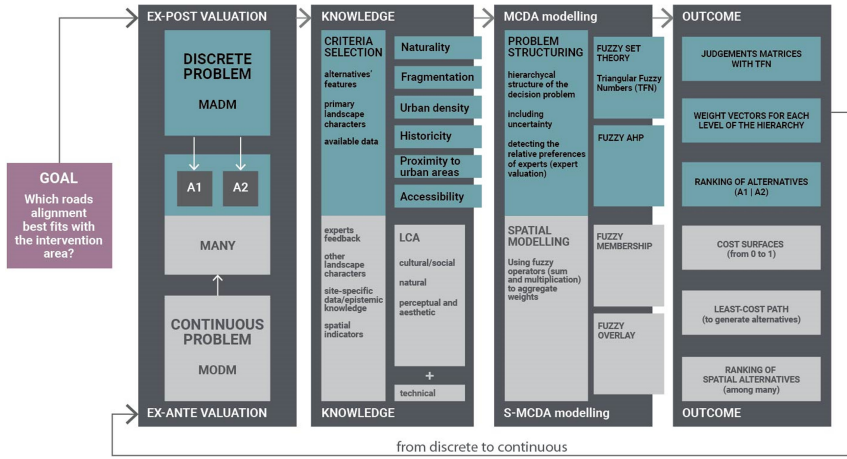 GOAL
Which roads
alignment
best fits with
the intervention
area?
EX-POST VALUATION
DISCRETE
PROBLEM
MADM
A1
A2
MANY
CONTINUOUS
PROBLEM
MODM
EX-ANTE VALUATION
KNOWLEDGE
CRITERIA
SELECTION
alternatives'
features
primary
landscape
characters
available data
Naturality
Fragmentation
Urban density
Historicity
Proximity to
urban areas
Accessibility
experts
feedback
other
landscape
characters
site-specific
data/epistemic
knowledge
spatial
indicators
LCA
cultural/social
natural
perceptual and
aesthetic
+
technical
KNOWLEDGE
MCDA modelling
PROBLEM
STRUCTURING
hierarchycal
structure of the
decision problem
including
uncertainty
detecting the
relative preferences
of experts (expert
valuation)
FUZZY SET
THEORY
Triangular Fuzzy
Numbers (TFN)
FUZZY AHP
SPATIAL
MODELLING
Using fuzzy
operators (sum
and multiplication)
to aggregate
weights
FUZZY
MEMBERSHIP
FUZZY
OVERLAY
S-MCDA modelling
OUTCOME
JUDGEMENTS MATRICES
WITH TFN
WEIGHT VECTORS FOR EACH
LEVEL OF THE HIERARCHY
RANKING OF ALTERNATIVES
(A1 | A2)
COST SURFACES
(from 0 to 1)
LEAST-COST PATH
(to generate alternatives)
RANKING OF
SPATIAL ALTERNATIVES
(among many)
OUTCOME
from discrete to continuous